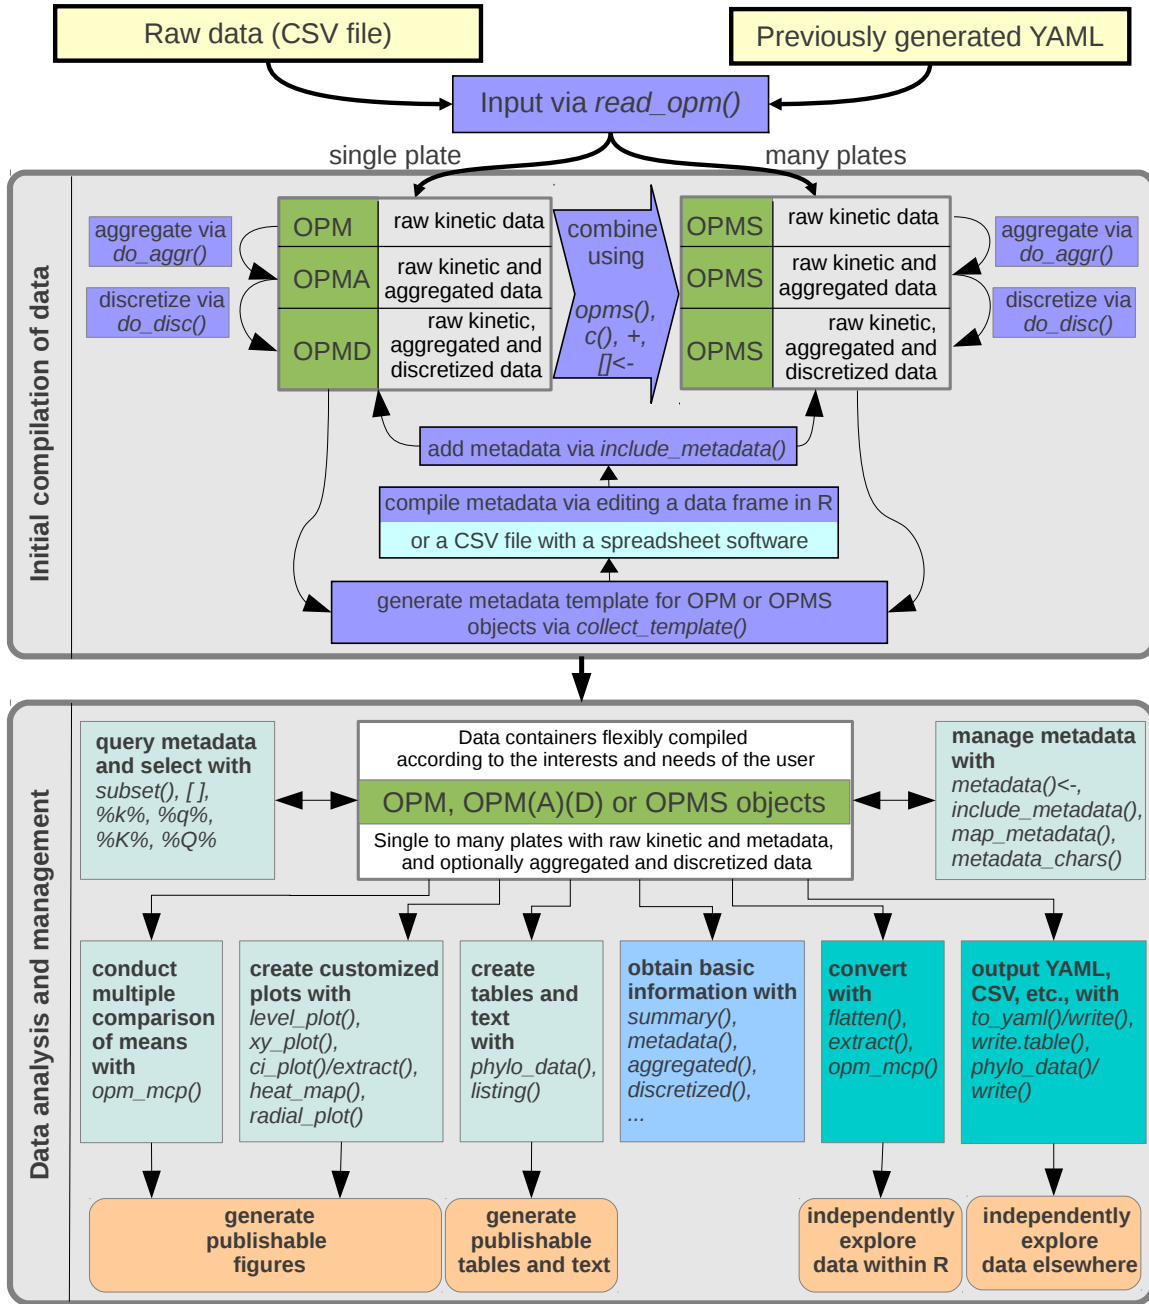 Raw data (CSV file)
Previously generated YAML
Input via read_opm()
single plate
many plates
Initial compilation of data
aggregate via
do_aggr()
discretize via
do_disc()
OPM
raw kinetic data
OPMA
raw kinetic and
aggregated data
OPMD
raw kinetic,
aggregated and
discretized data
combine
using
opms(),
c(), +,
[]<-
OPMS
raw kinetic data
OPMS
raw kinetic and
aggregated data
OPMS
raw kinetic,
aggregated and
discretized data
aggregate via
do_aggr()
discretize via
do_disc()
add metadata via include_metadata()
compile metadata via editing a data frame in R
or a CSV file with a spreadsheet software
generate metadata template for OPM or OPMS
objects via collect_template()
Data analysis and management
query metadata
and select with
subset(), [ ],
%k%, %q%,
%K%, %Q%
Data containers flexibly compiled
according to the interests and needs of the user
OPM, OPM(A)(D) or OPMS objects
Single to many plates with raw kinetic and metadata,
and optionally aggregated and discretized data
manage metadata
with
metadata()<-,
include_metadata(),
map_metadata(),
metadata_chars()
conduct
multiple
comparison
of means
with
opm_mcp()
create customized
plots with
level_plot(),
xy_plot(),
ci_plot()/extract(),
heat_map(),
radial_plot()
create
tables and
text
with
phylo_data(),
listing()
obtain basic
information with
summary(),
metadata(),
aggregated(),
discretized(),
...
convert
with
flatten(),
extract(),
opm_mcp()
output YAML,
CSV, etc., with
to_yaml()/write(),
write.table(),
phylo_data()/
write()
generate
publishable
figures
generate
publishable
tables and text
independently
explore
data within R
independently
explore
data elsewhere